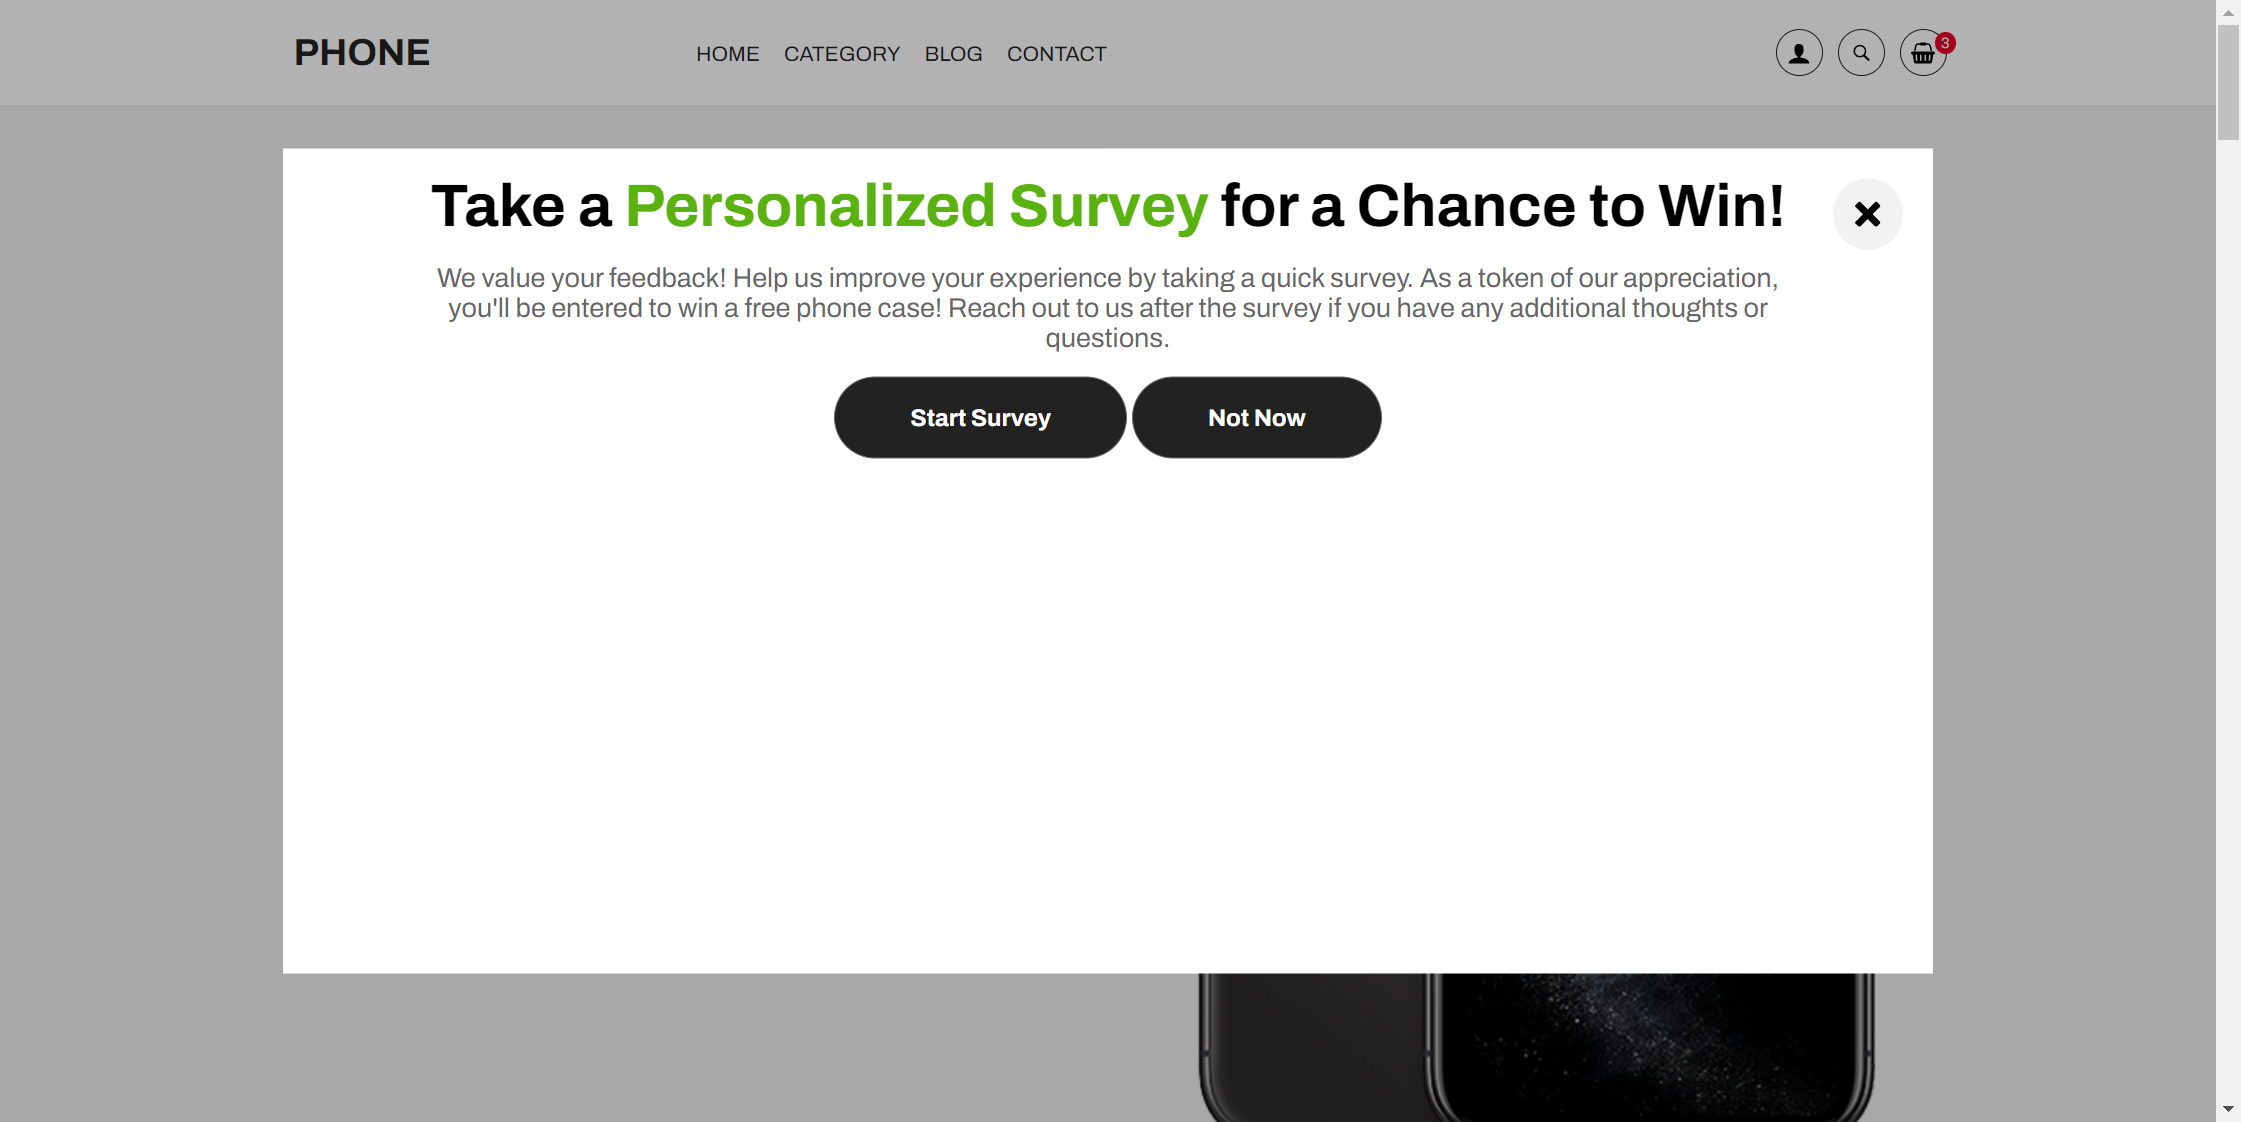 PHONE
HOME CATEGORY BLOG CONTACT
3
Take a Personalized Survey for a Chance to Win!
We value your feedback! Help us improve your experience by taking a quick survey. As a token of our appreciation,
you'll be entered to win a free phone case! Reach out to us after the survey if you have any additional thoughts or
questions.
Start Survey
Not Now